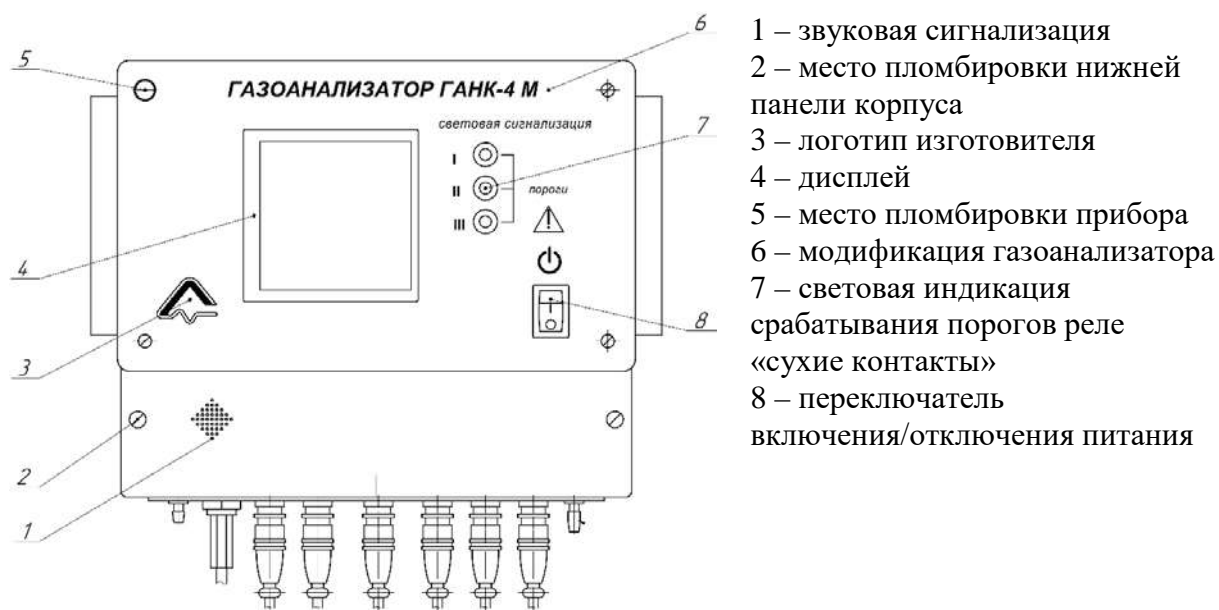 6
5
ГАЗОАНАЛИЗАТОР ГАНК-4 М
световая сигнализация
7
I
II
пороги
III
4
8
3
2
1
1 – звуковая сигнализация
2 – место пломбировки нижней
панели корпуса
3 – логотип изготовителя
4 – дисплей
5 – место пломбировки прибора
6 – модификация газоанализатора
7 – световая индикация
срабатывания порогов реле
«сухие контакты»
8 – переключатель
включения/отключения питания